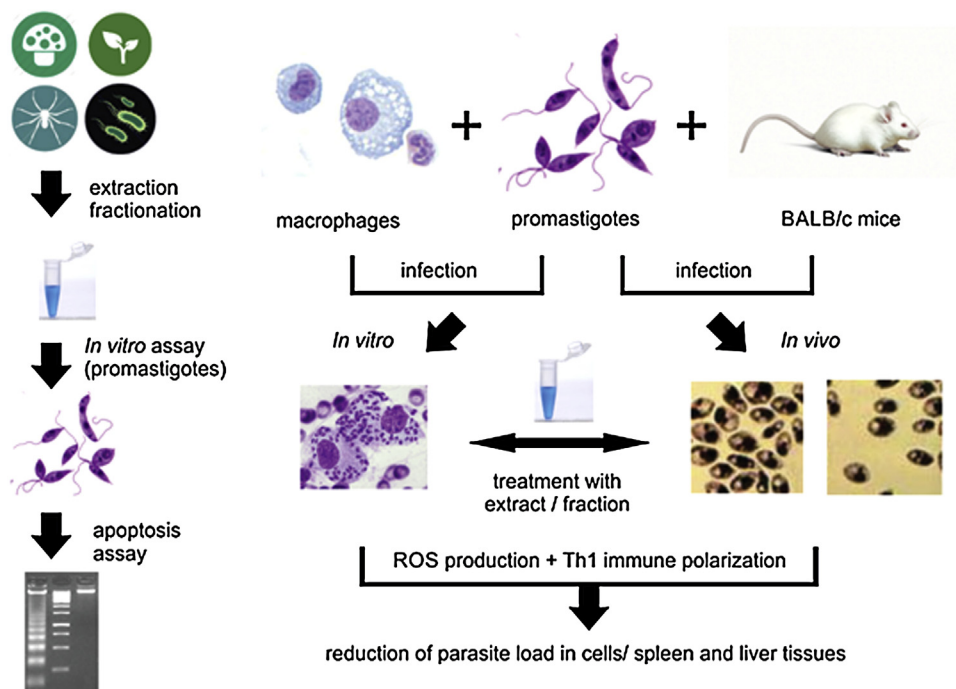 extraction
fractionation
In vitro assay
(promastigotes)
apoptosis
assay
macrophages
promastigotes
BALB/c mice
infection
infection
In vitro
In vivo
treatment with
extract / fraction
ROS production + Th1 immune polarization
reduction of parasite load in cells/ spleen and liver tissues